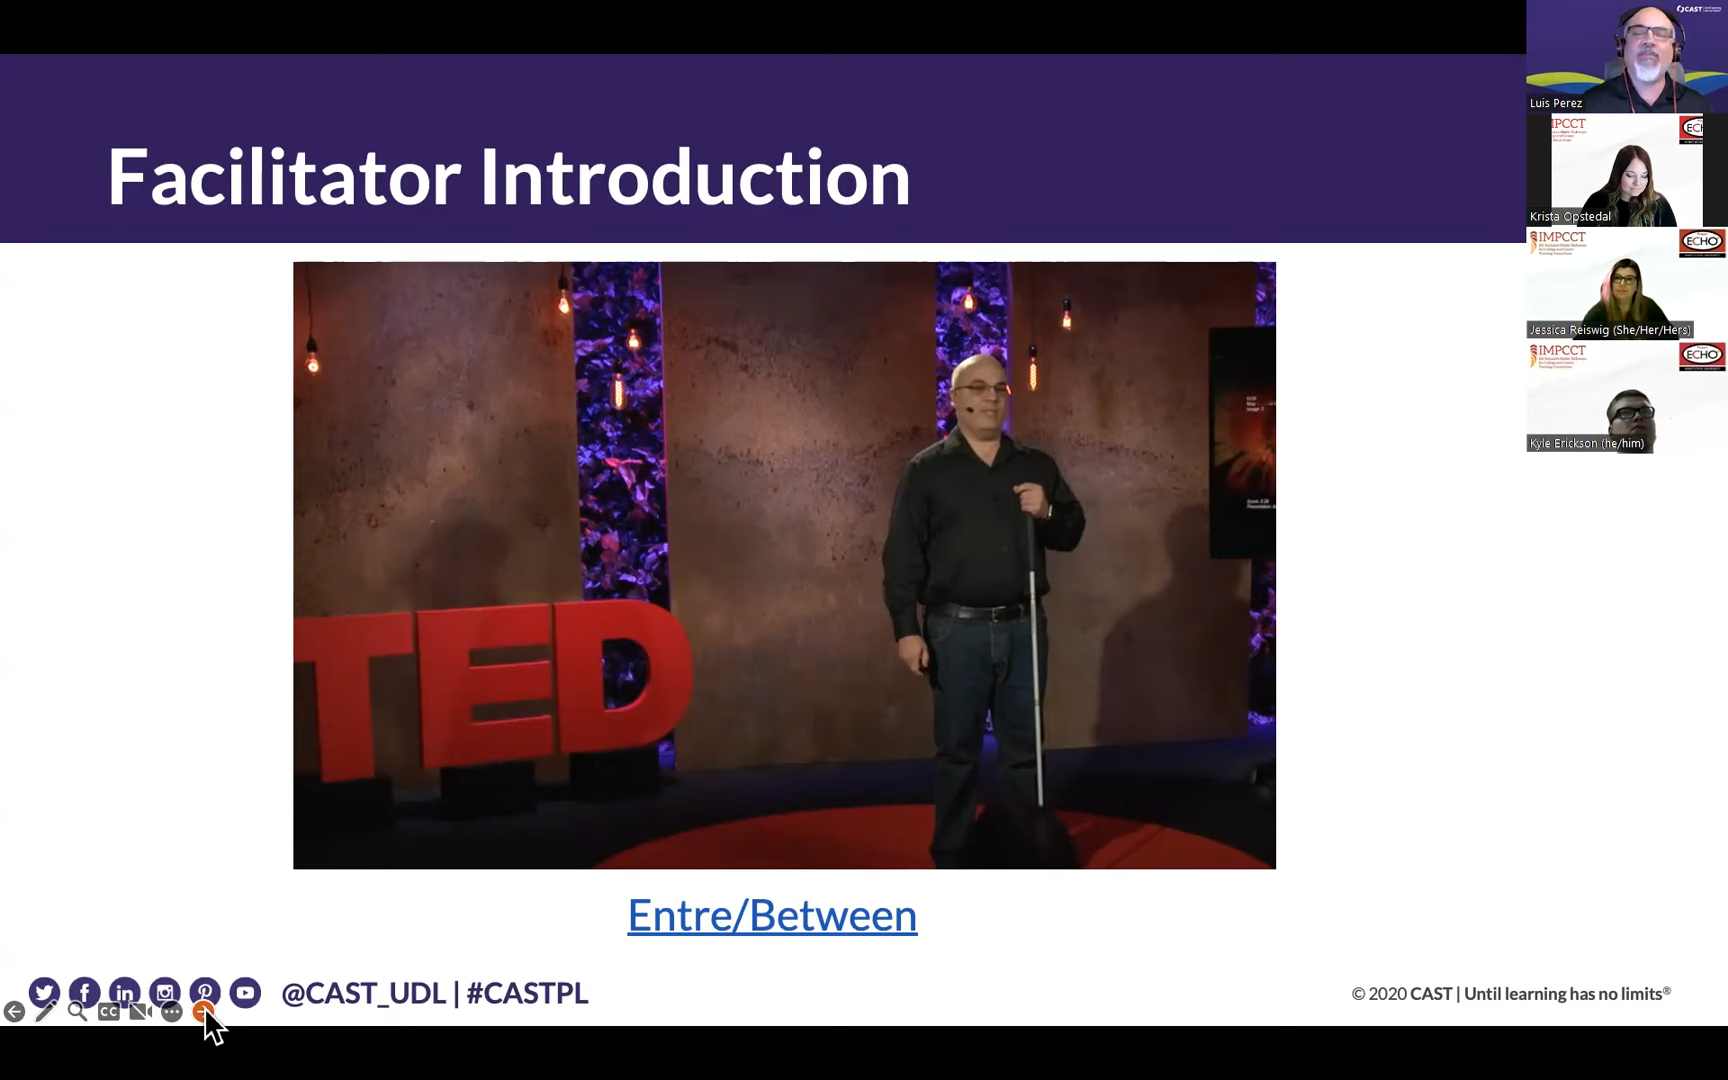 Facilitator Introduction
TED
Entre/Between
@CAST_UDL | #CASTPL
© 2020 CAST | Until learning has no limits®
CC
CAST
Luis Perez
IMPCCT
ECHO
Krista Opstedal
IMPCCT
ECHO
Jessica Reiswig (She/Her/Hers)
IMPCCT
ECHO
Kyle Erickson (he/him)